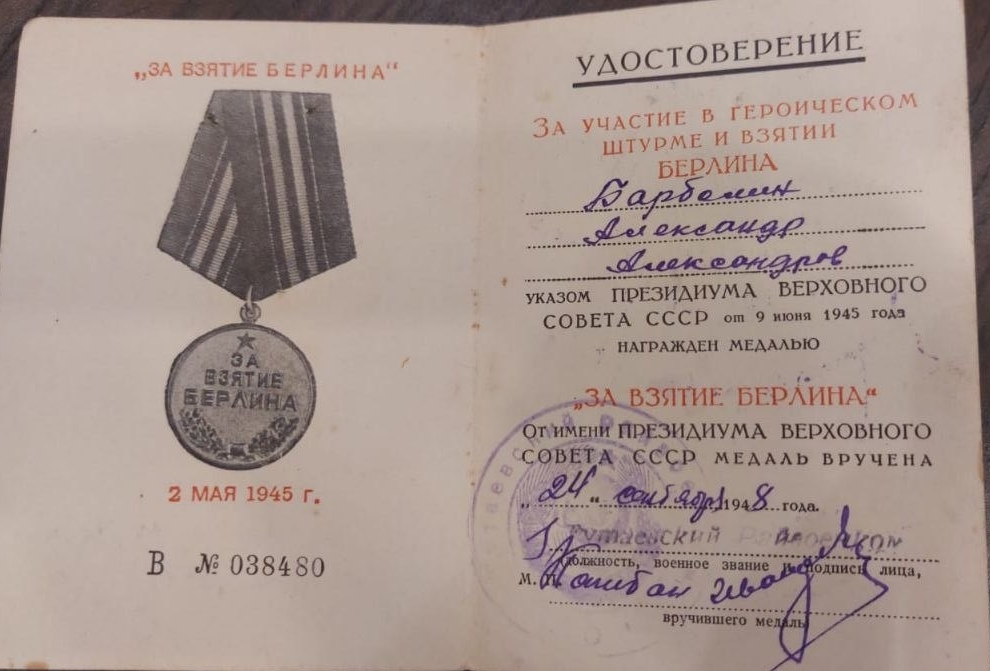 „ЗА ВЗЯТИЕ БЕРЛИНА“
ЗА
ВЗЯТИЕ
БЕРЛИНА
2 МАЯ 1945 г.
В № 038480
УДОСТОВЕРЕНИЕ
ЗА УЧАСТИЕ В ГЕРОИЧЕСКОМ
ШТУРМЕ И ВЗЯТИИ
БЕРЛИНА
Александр
Александров
УКАЗОМ ПРЕЗИДИУМА ВЕРХОВНОГО
СОВЕТА СССР от 9 июня 1945 года
НАГРАЖДЕН МЕДАЛЬЮ
„ЗА ВЗЯТИЕ БЕРЛИНА“
ОТ ИМЕНИ ПРЕЗИДИУМА ВЕРХОВНОГО
СОВЕТА СССР МЕДАЛЬ ВРУЧЕНА
„24“ сентября 1948 года.
Тутаевский Райвоенком
(должность, военное звание и подпись лица,
М. П.
вручившего медаль)